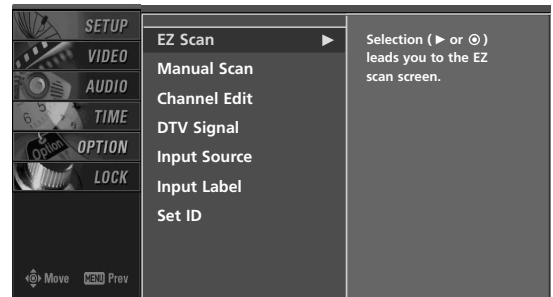 SETUP
VIDEO
AUDIO
TIME
OPTION
LOCK
Move MENU Prev
EZ Scan ►
Manual Scan
Channel Edit
DTV Signal
Input Source
Input Label
Set ID
Selection ( ► or ⊙ )
leads you to the EZ
scan screen.